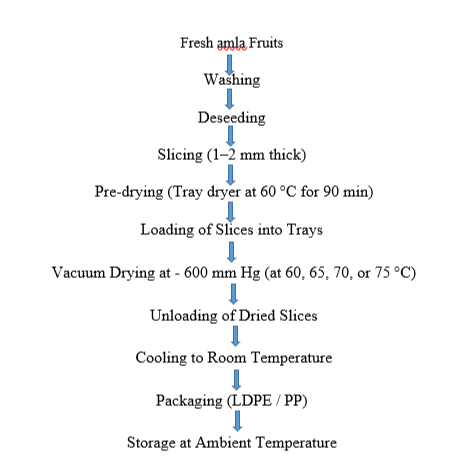 Fresh amla Fruits
Washing
Deseeding
Slicing (1–2 mm thick)
Pre-drying (Tray dryer at 60 °C for 90 min)
Loading of Slices into Trays
Vacuum Drying at - 600 mm Hg (at 60, 65, 70, or 75 °C)
Unloading of Dried Slices
Cooling to Room Temperature
Packaging (LDPE / PP)
Storage at Ambient Temperature